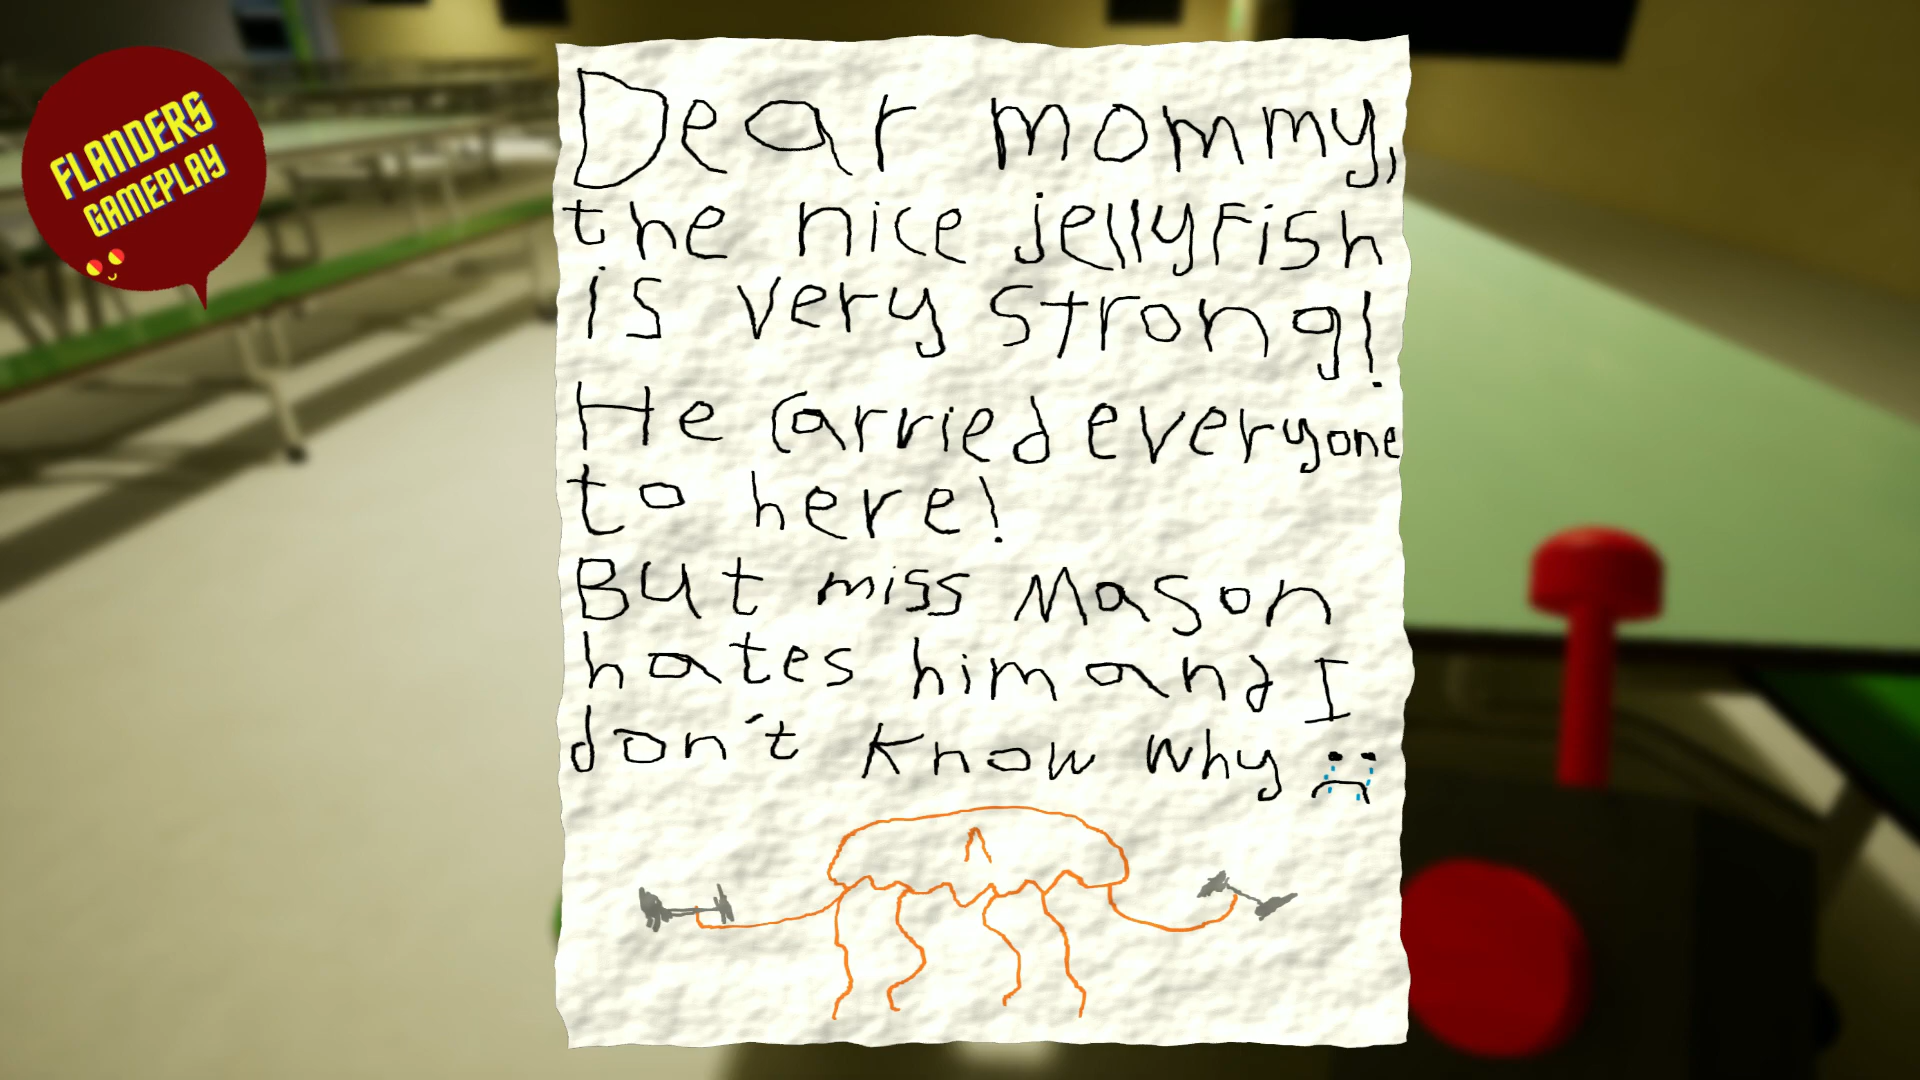 FLANDERS
GAMEPLAY
Dear mommy,
the nice jellyfish
is very strong!
He carried everyone
to here!
But miss Mason
hates him and I
don't know why